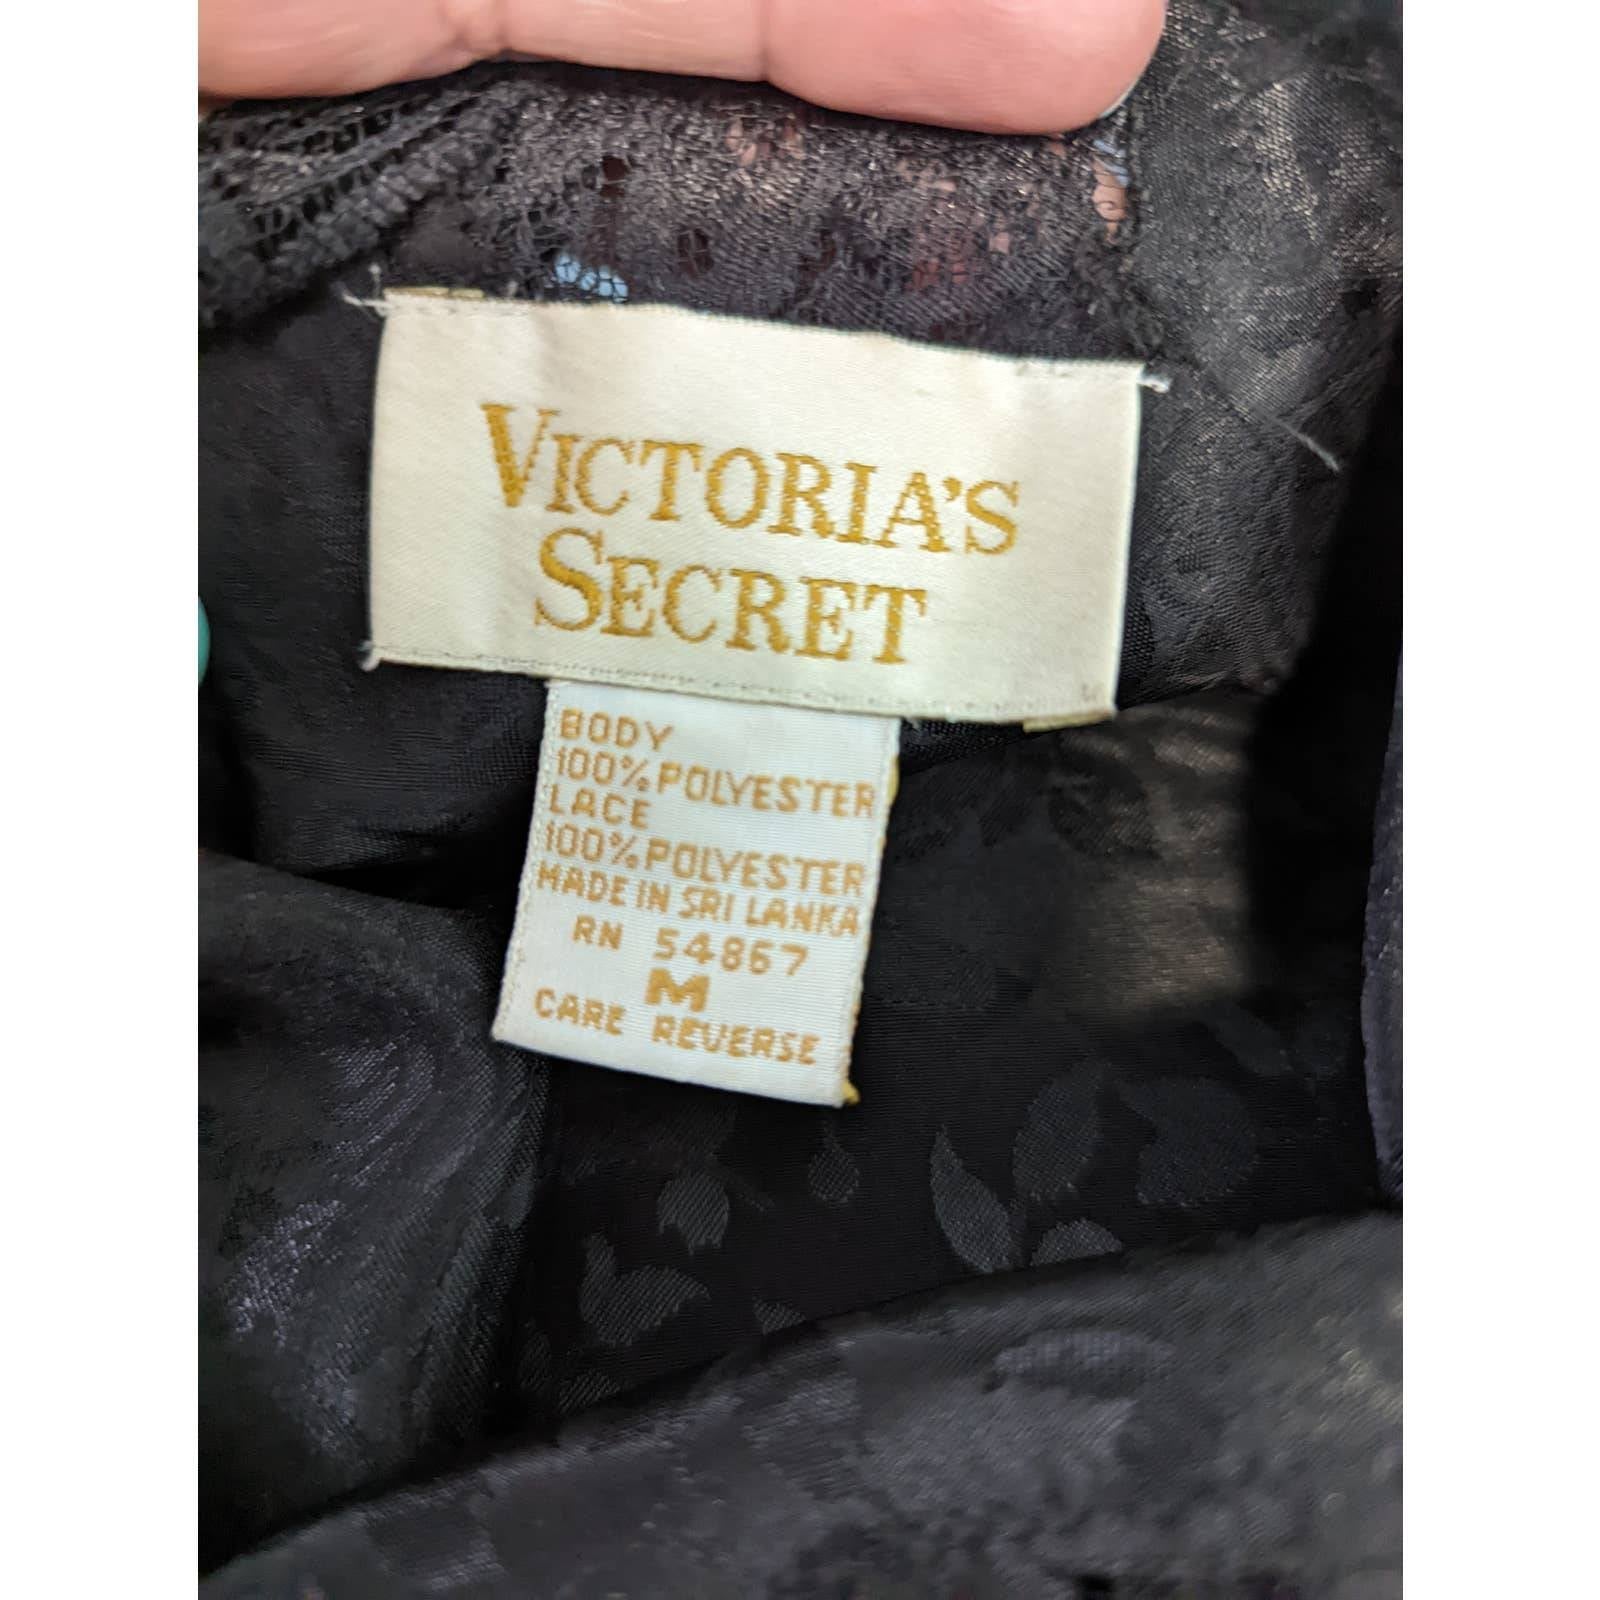 VICTORIA'S
SECRET
BODY
100% POLYESTER
LACE
100% POLYESTER
MADE IN SRI LANKA
RN 54867
M
CARE REVERSE